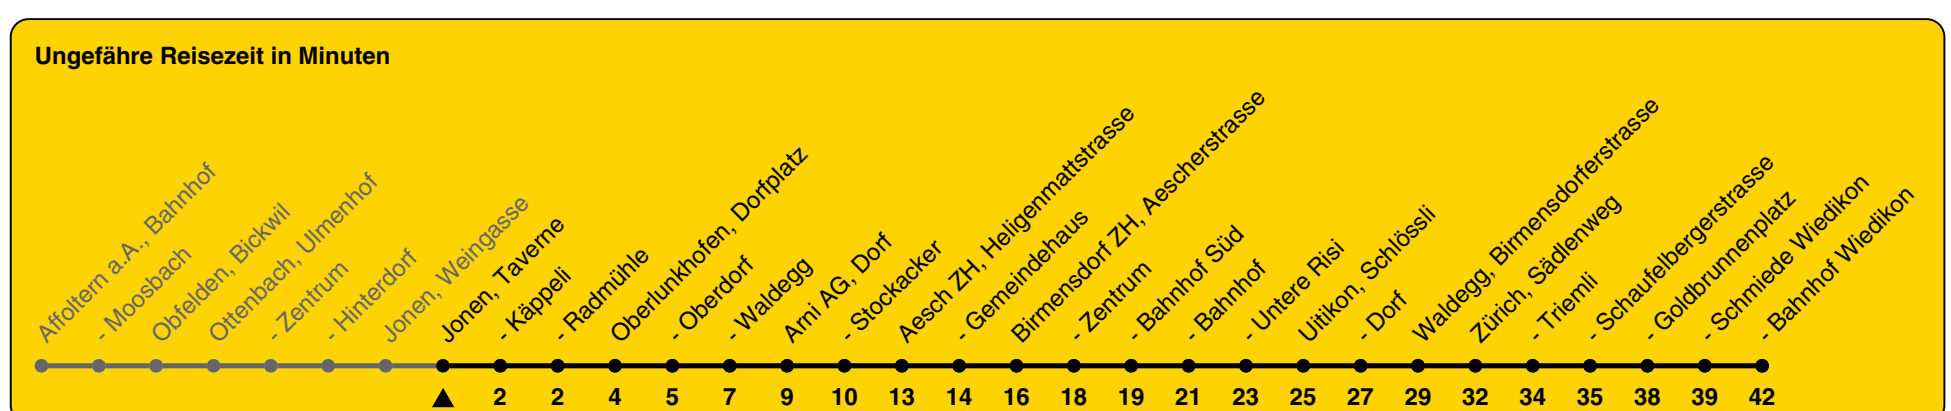 Ungefähre Reisezeit in Minuten
Affoltern a.A., Bahnhof
- Moosbach
Obfelden, Bickwil
Ottenbach, Ulmenhof
- Zentrum
- Hinterdorf
Jonen, Weingasse
Jonen, Taverne
- Käppeli
- Radmühle
Oberlunkhofen, Dorfplatz
- Oberdorf
- Waldegg
Arni AG, Dorf
- Stockacker
Aesch ZH, Heligenmattstrasse
- Gemeindehaus
Birmensdorf ZH, Aescherstrasse
- Zentrum
- Bahnhof Süd
- Bahnhof
- Untere Risi
Uitikon, Schlössli
- Dorf
Waldegg, Birmensdorferstrasse
Zürich, Sädlenweg
- Triemli
- Schaufelbergerstrasse
- Goldbrunnenplatz
- Schmiede Wiedikon
- Bahnhof Wiedikon
2 2 4 5 7 9 10 13 14 16 18 19 21 23 25 27 29 32 34 35 38 39 42